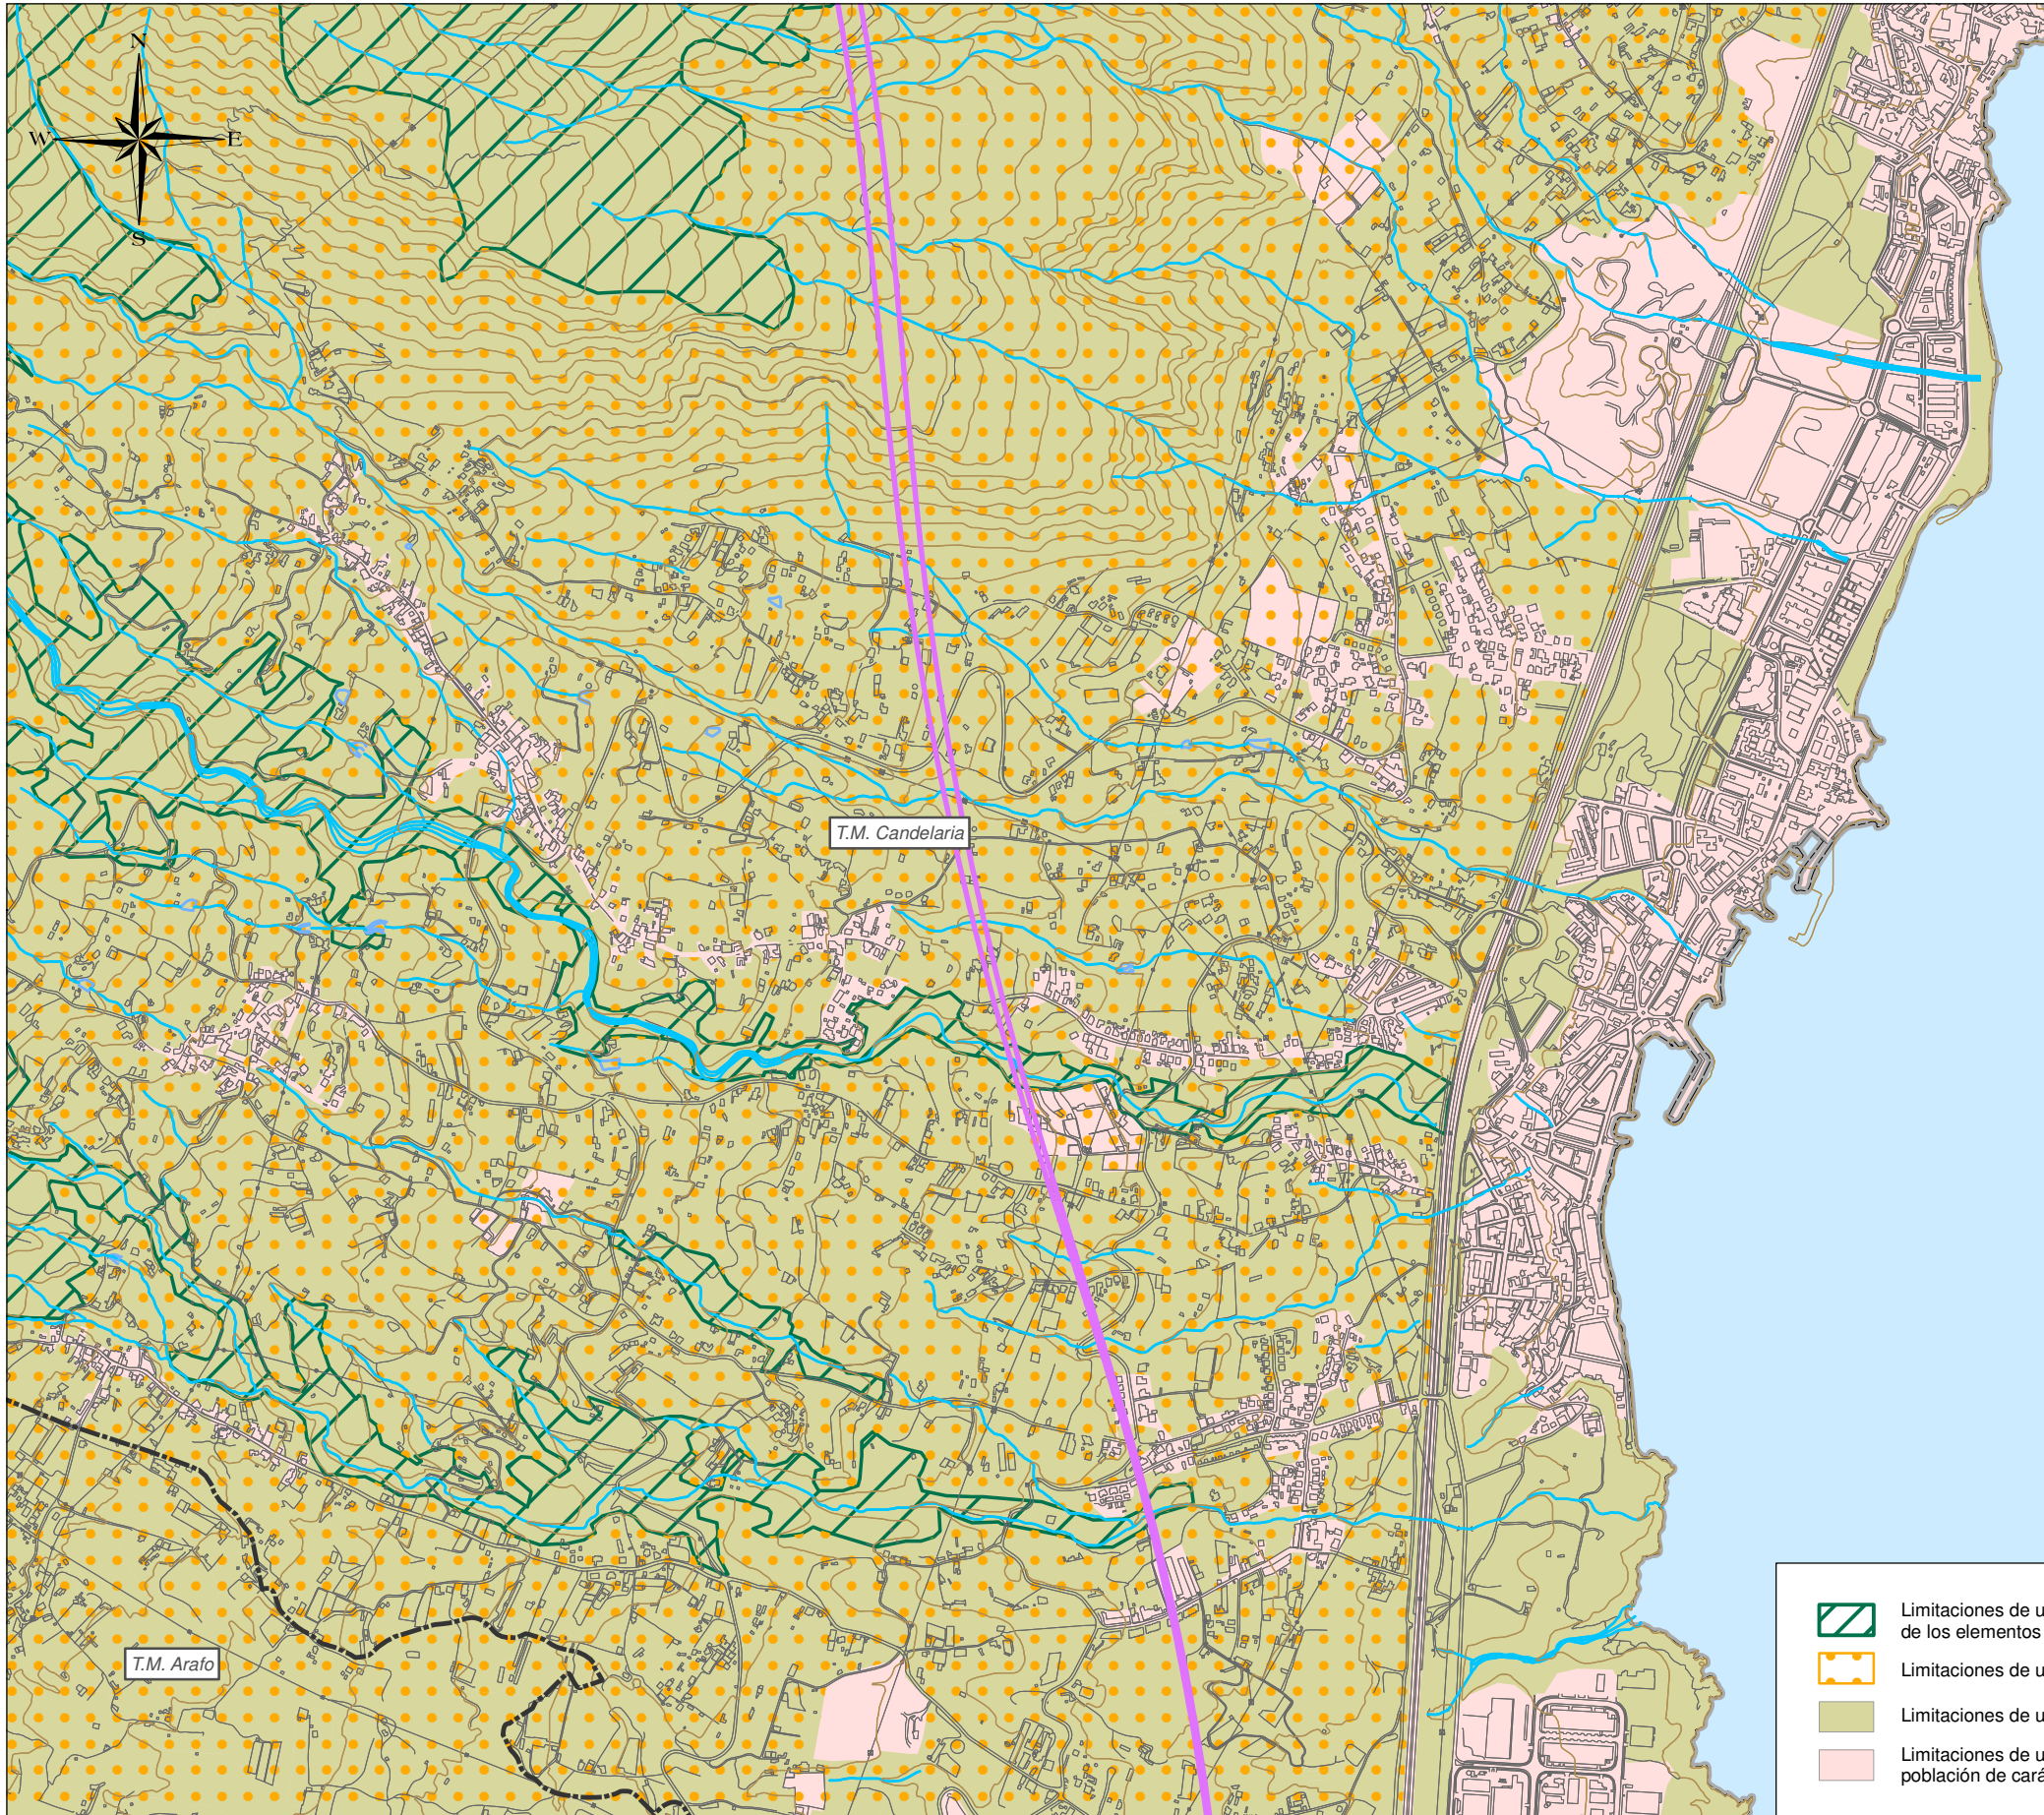 N
W E
S
T.M. Candelaria
T.M. Arafo
Limitaciones de u
de los elementos
Limitaciones de u
Limitaciones de u
Limitaciones de u
población de cará